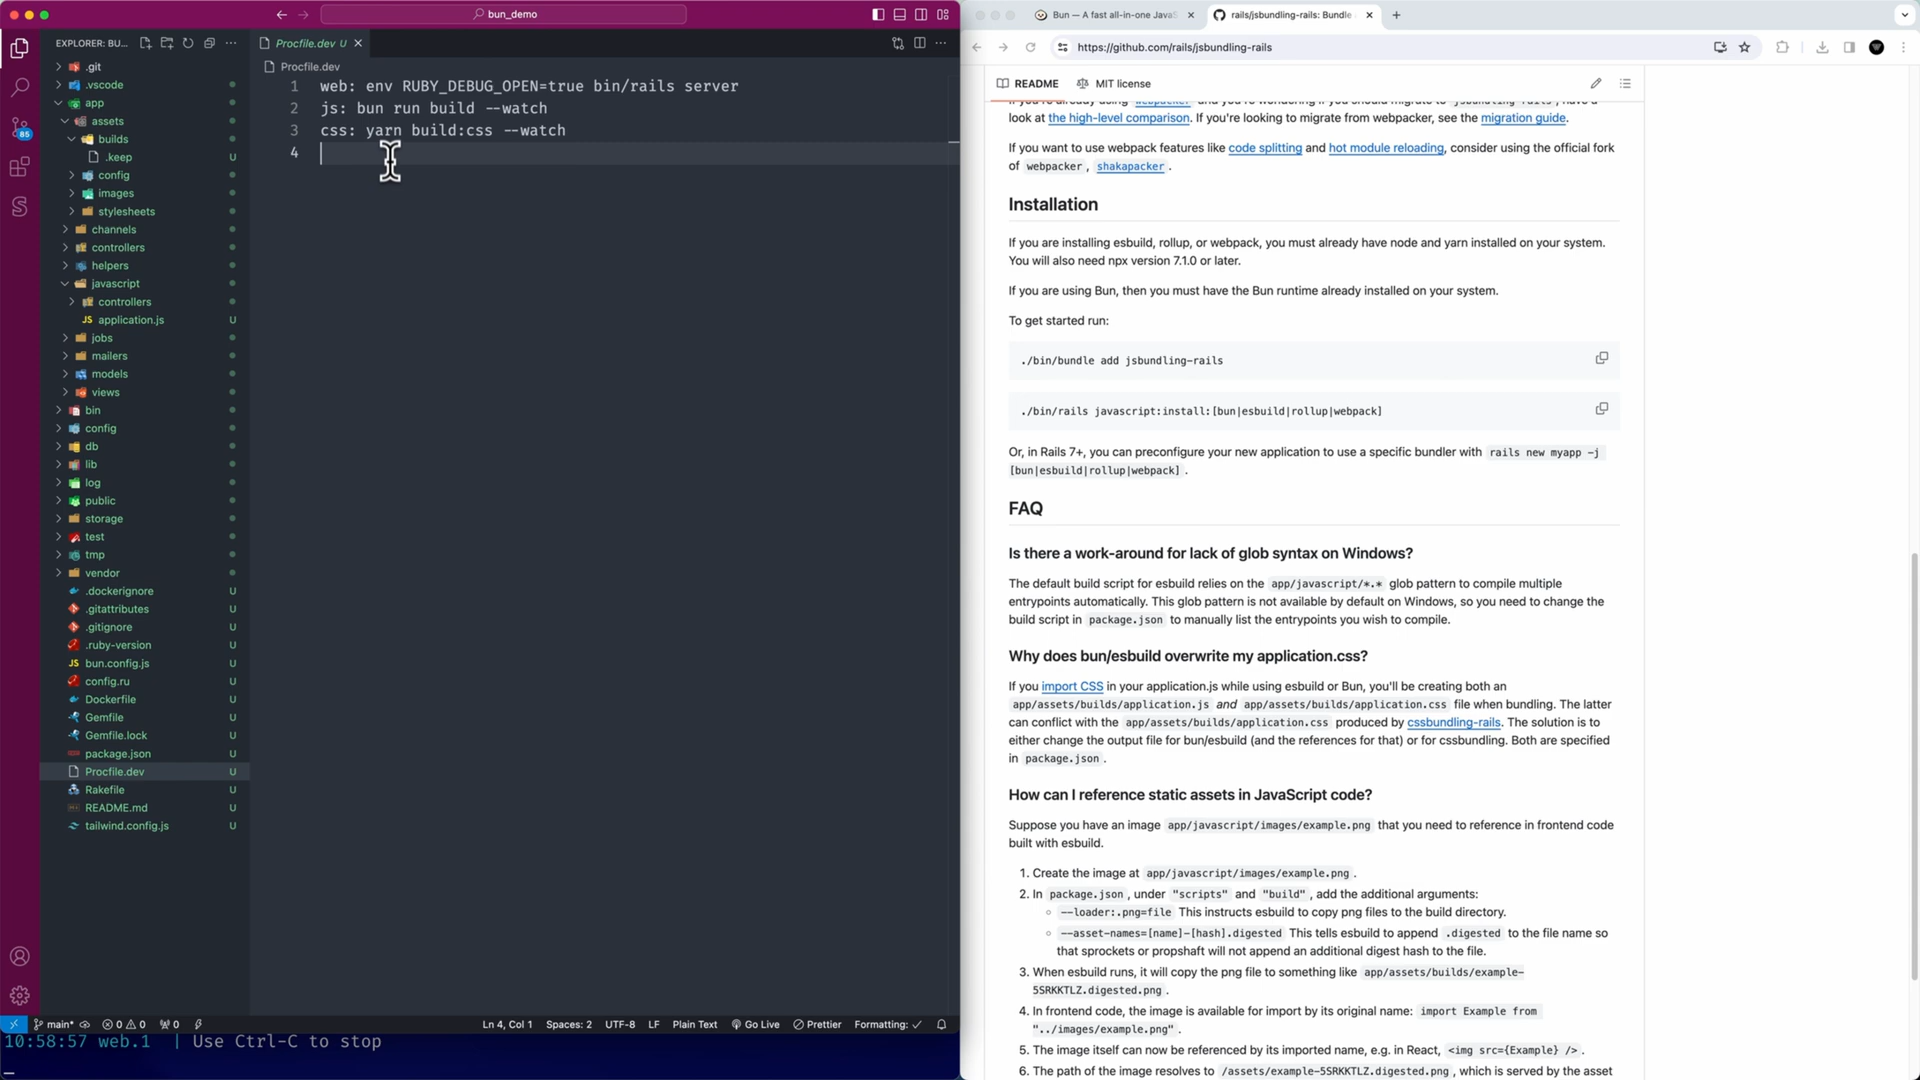 bun_demo
EXPLORER: BU...
.git
.vscode
app
assets
builds
.keep U
config
images
stylesheets
channels
controllers
helpers
javascript
controllers
JS application.js U
jobs
mailers
models
views
bin
config
db
lib
log
public
storage
test
tmp
vendor
.dockerignore U
.gitattributes U
.gitignore U
.ruby-version U
JS bun.config.js U
config.ru U
Dockerfile U
Gemfile U
Gemfile.lock U
package.json U
Procfile.dev U
Rakefile U
README.md U
tailwind.config.js U
85
Procfile.dev U
Procfile.dev
1 web: env RUBY_DEBUG_OPEN=true bin/rails server
2 js: bun run build --watch
3 css: yarn build:css --watch
4
main* 0 0 0
Ln 4, Col 1 Spaces: 2 UTF-8 LF Plain Text Go Live Prettier Formatting:
10:58:57 web.1 | Use Ctrl-C to stop
Bun — A fast all-in-one JavaS
rails/jsbundling-rails: Bundle
https://github.com/rails/jsbundling-rails
README MIT license
look at the high-level comparison. If you're looking to migrate from webpacker, see the migration guide.
If you want to use webpack features like code splitting and hot module reloading, consider using the official fork
of webpacker, shakapacker.
Installation
If you are installing esbuild, rollup, or webpack, you must already have node and yarn installed on your system.
You will also need npx version 7.1.0 or later.
If you are using Bun, then you must have the Bun runtime already installed on your system.
To get started run:
./bin/bundle add jsbundling-rails
./bin/rails javascript:install:[bun|esbuild|rollup|webpack]
Or, in Rails 7+, you can preconfigure your new application to use a specific bundler with rails new myapp -j
[bun|esbuild|rollup|webpack].
FAQ
Is there a work-around for lack of glob syntax on Windows?
The default build script for esbuild relies on the app/javascript/*.* glob pattern to compile multiple
entrypoints automatically. This glob pattern is not available by default on Windows, so you need to change the
build script in package.json to manually list the entrypoints you wish to compile.
Why does bun/esbuild overwrite my application.css?
If you import CSS in your application.js while using esbuild or Bun, you'll be creating both an
app/assets/builds/application.js and app/assets/builds/application.css file when bundling. The latter
can conflict with the app/assets/builds/application.css produced by cssbundling-rails. The solution is to
either change the output file for bun/esbuild (and the references for that) or for cssbundling. Both are specified
in package.json.
How can I reference static assets in JavaScript code?
Suppose you have an image app/javascript/images/example.png that you need to reference in frontend code
built with esbuild.
1. Create the image at app/javascript/images/example.png.
2. In package.json, under "scripts" and "build", add the additional arguments:
--loader:.png=file This instructs esbuild to copy png files to the build directory.
--asset-names=[name]-[hash].digested This tells esbuild to append .digested to the file name so
that sprockets or propshaft will not append an additional digest hash to the file.
3. When esbuild runs, it will copy the png file to something like app/assets/builds/example-
5SRKKTLZ.digested.png.
4. In frontend code, the image is available for import by its original name: import Example from
"../images/example.png".
5. The image itself can now be referenced by its imported name, e.g. in React, <img src={Example} />.
6. The path of the image resolves to /assets/example-5SRKKTLZ.digested.png, which is served by the asset